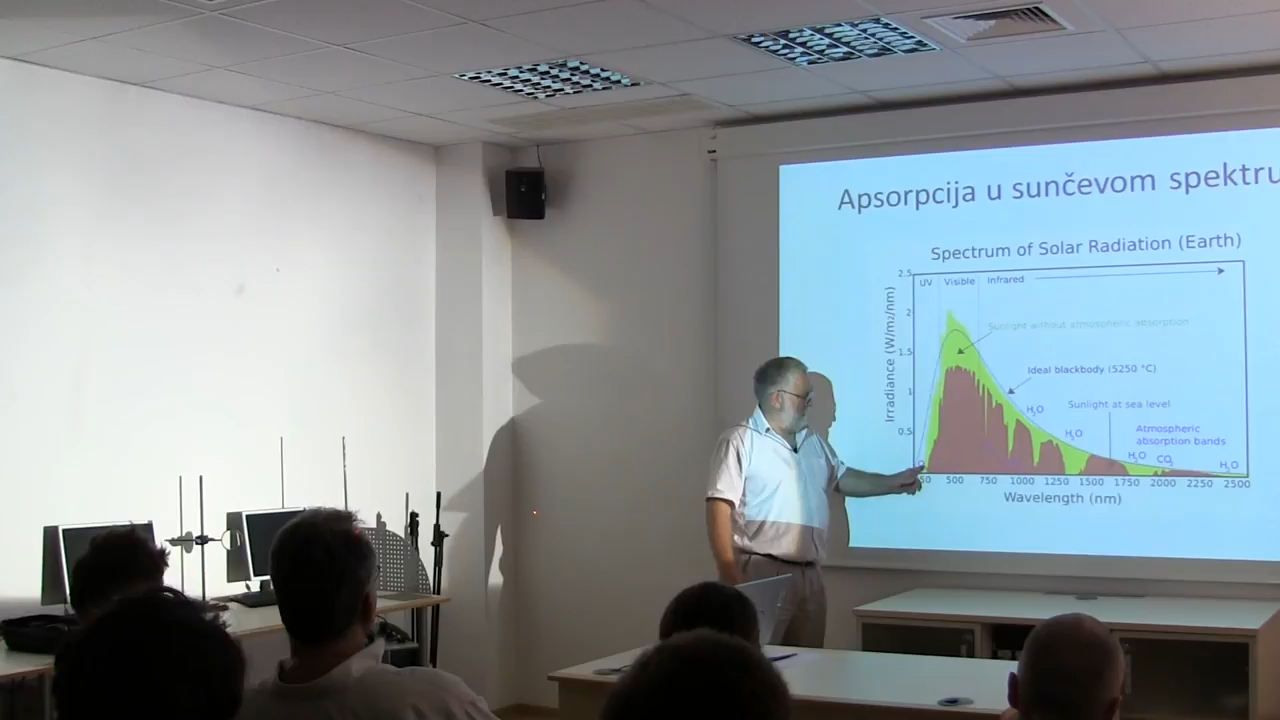 Apsorpcija u sunčevom spektru
Spectrum of Solar Radiation (Earth)
UV Visible Infrared
Irradiance (W/m2/nm)
2.5
2
1.5
1
0.5
Sunlight without atmospheric absorption
Ideal blackbody (5250 °C)
H2O
Sunlight at sea level
H2O
Atmospheric
absorption bands
H2O CO2 H2O
500 750 1000 1250 1500 1750 2000 2250 2500
Wavelength (nm)